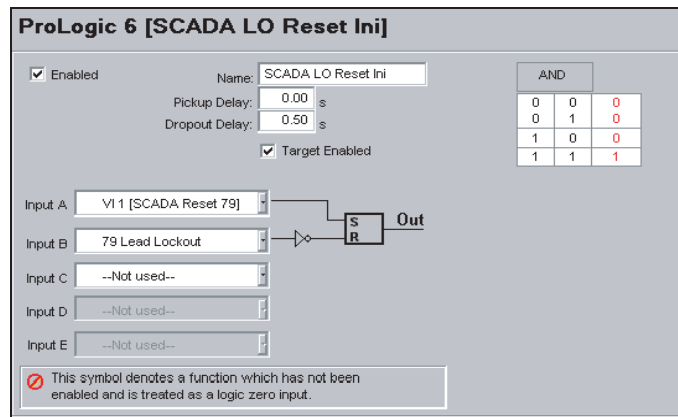 ProLogic 6 [SCADA LO Reset Ini]
Enabled
Name: SCADA LO Reset Ini
Pickup Delay: 0.00 s
Dropout Delay: 0.50 s
Target Enabled
AND
0 0 0
0 1 0
1 0 0
1 1 1
Input A VI 1 [SCADA Reset 79]
Input B 79 Lead Lockout
Input C --Not used--
Input D --Not used--
Input E --Not used--
S
R
Out
This symbol denotes a function which has not been
enabled and is treated as a logic zero input.